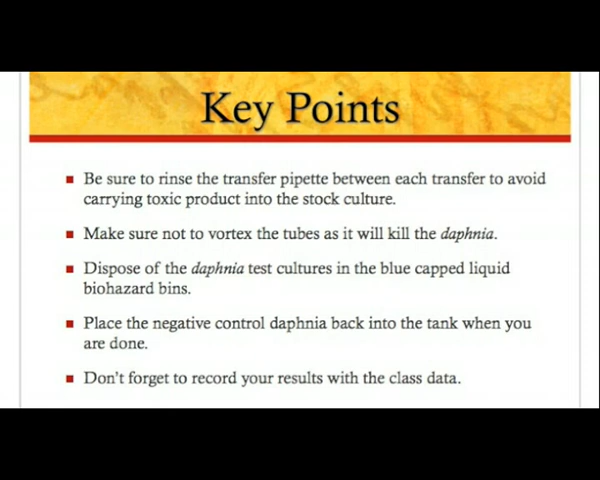 Key Points
Be sure to rinse the transfer pipette between each transfer to avoid
carrying toxic product into the stock culture.
Make sure not to vortex the tubes as it will kill the daphnia.
Dispose of the daphnia test cultures in the blue capped liquid
biohazard bins.
Place the negative control daphnia back into the tank when you
are done.
Don't forget to record your results with the class data.